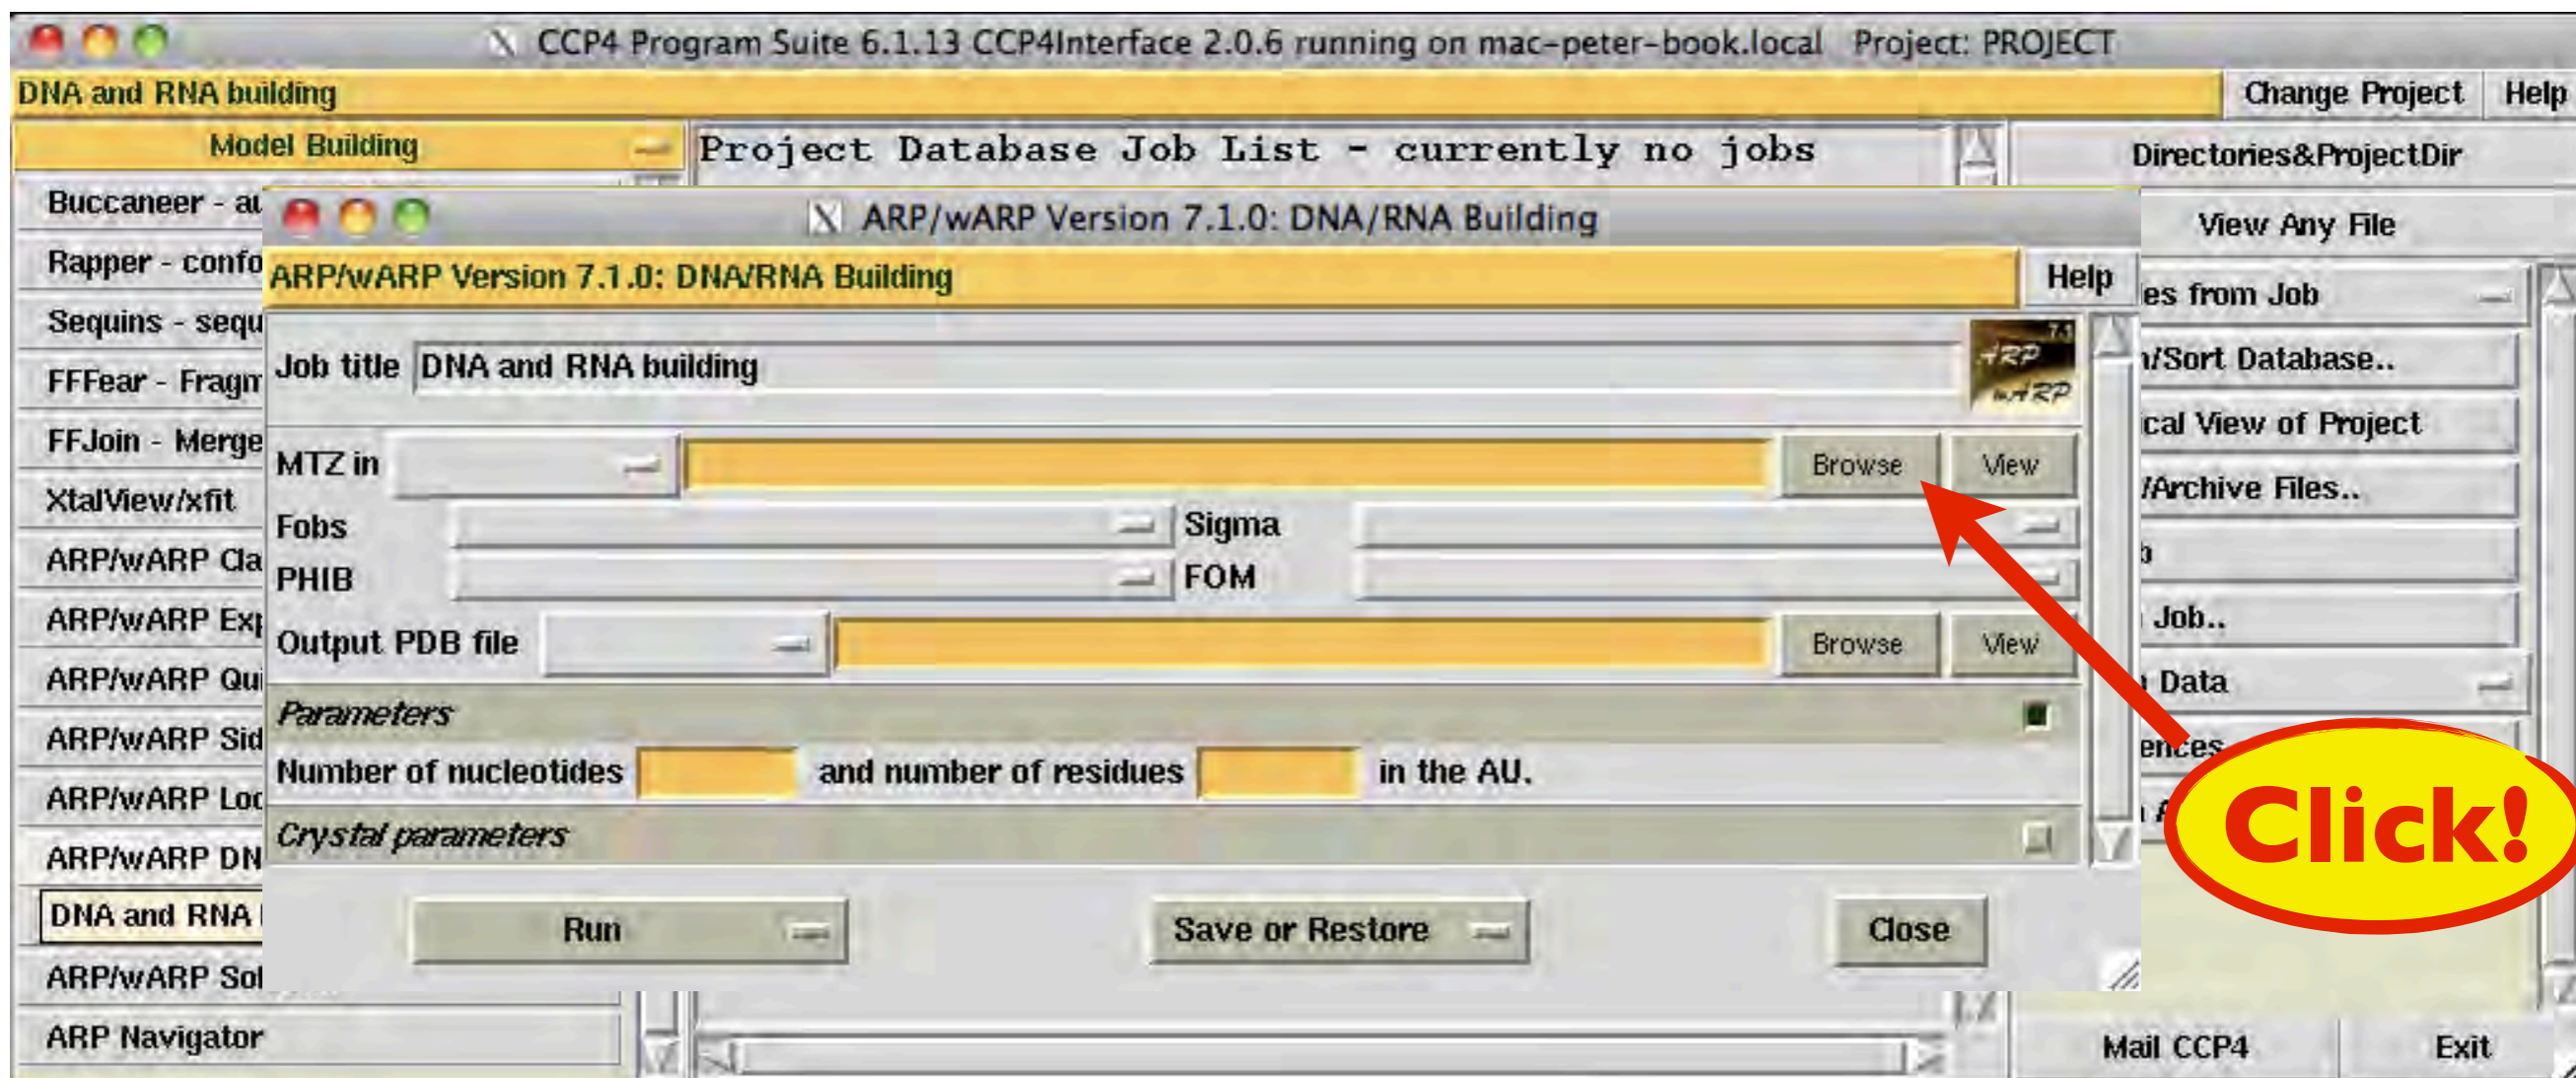 CCP4 Program Suite 6.1.13 CCP4Interface 2.0.6 running on mac-peter-book.local Project: PROJECT
DNA and RNA building
Change Project
Help
Model Building
Project Database Job List - currently no jobs
Directories&ProjectDir
Buccaneer - au
X ARP/wARP Version 7.1.0: DNA/RNA Building
View Any File
Rapper - confo
ARP/wARP Version 7.1.0: DNA/RNA Building
Help
es from Job
Sequins - sequ
Job title DNA and RNA building
7.1
ARP
wARP
/Sort Database..
FFFear - Fragm
ical View of Project
FFJoin - Merge
MTZ in
Browse
View
XtalView/xfit
/Archive Files..
Fobs
Sigma
ARP/wARP Cla
PHIB
FOM
ARP/wARP Exp
Job..
Output PDB file
Browse
View
ARP/wARP Qui
Data
Parameters
ARP/wARP Sid
ences
Number of nucleotides and number of residues in the AU.
ARP/wARP Loo
Click!
Crystal parameters
ARP/wARP DN
DNA and RNA
Run
Save or Restore
Close
ARP/wARP Sol
ARP Navigator
Mail CCP4
Exit